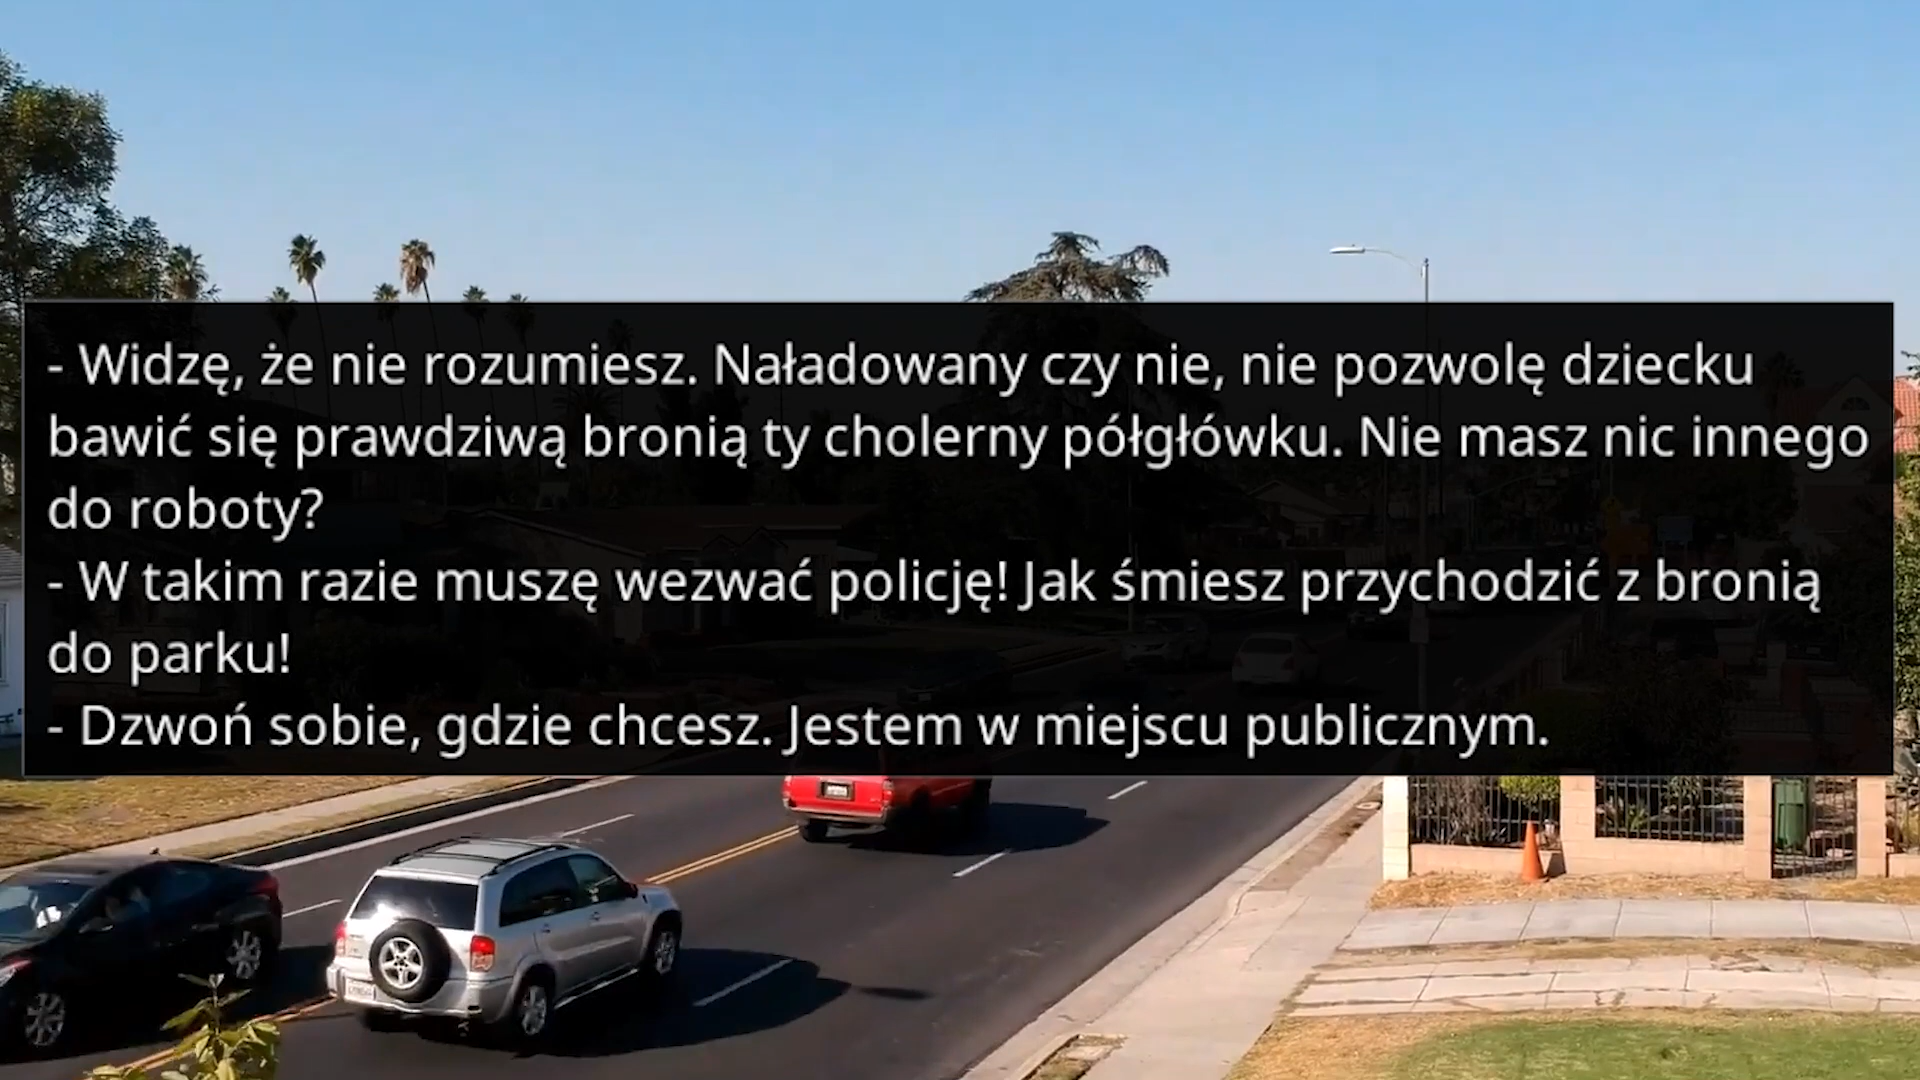 - Widzę, że nie rozumiesz. Naładowany czy nie, nie pozwolę dziecku
bawić się prawdziwą bronią ty cholerny półgłówku. Nie masz nic innego
do roboty?
- W takim razie muszę wezwać policję! Jak śmiesz przychodzić z bronią
do parku!
- Dzwoń sobie, gdzie chcesz. Jestem w miejscu publicznym.